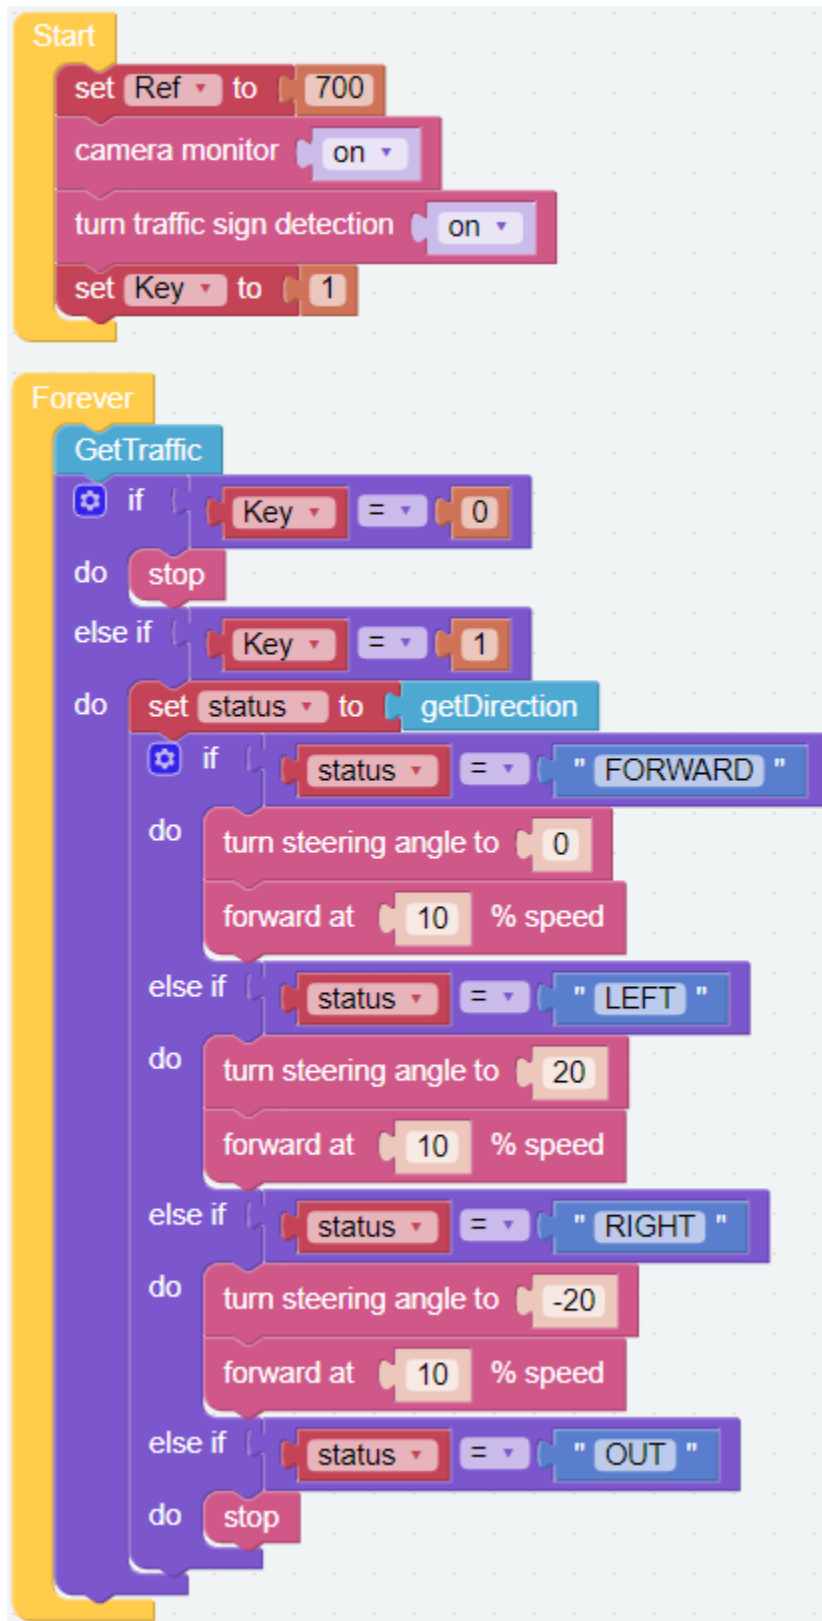 Start
set Ref to 700
camera monitor on
turn traffic sign detection on
set Key to 1
Forever
GetTraffic
if Key = 0
do stop
else if Key = 1
do set status to getDirection
if status = " FORWARD "
do turn steering angle to 0
forward at 10 % speed
else if status = " LEFT "
do turn steering angle to 20
forward at 10 % speed
else if status = " RIGHT "
do turn steering angle to -20
forward at 10 % speed
else if status = " OUT "
do stop